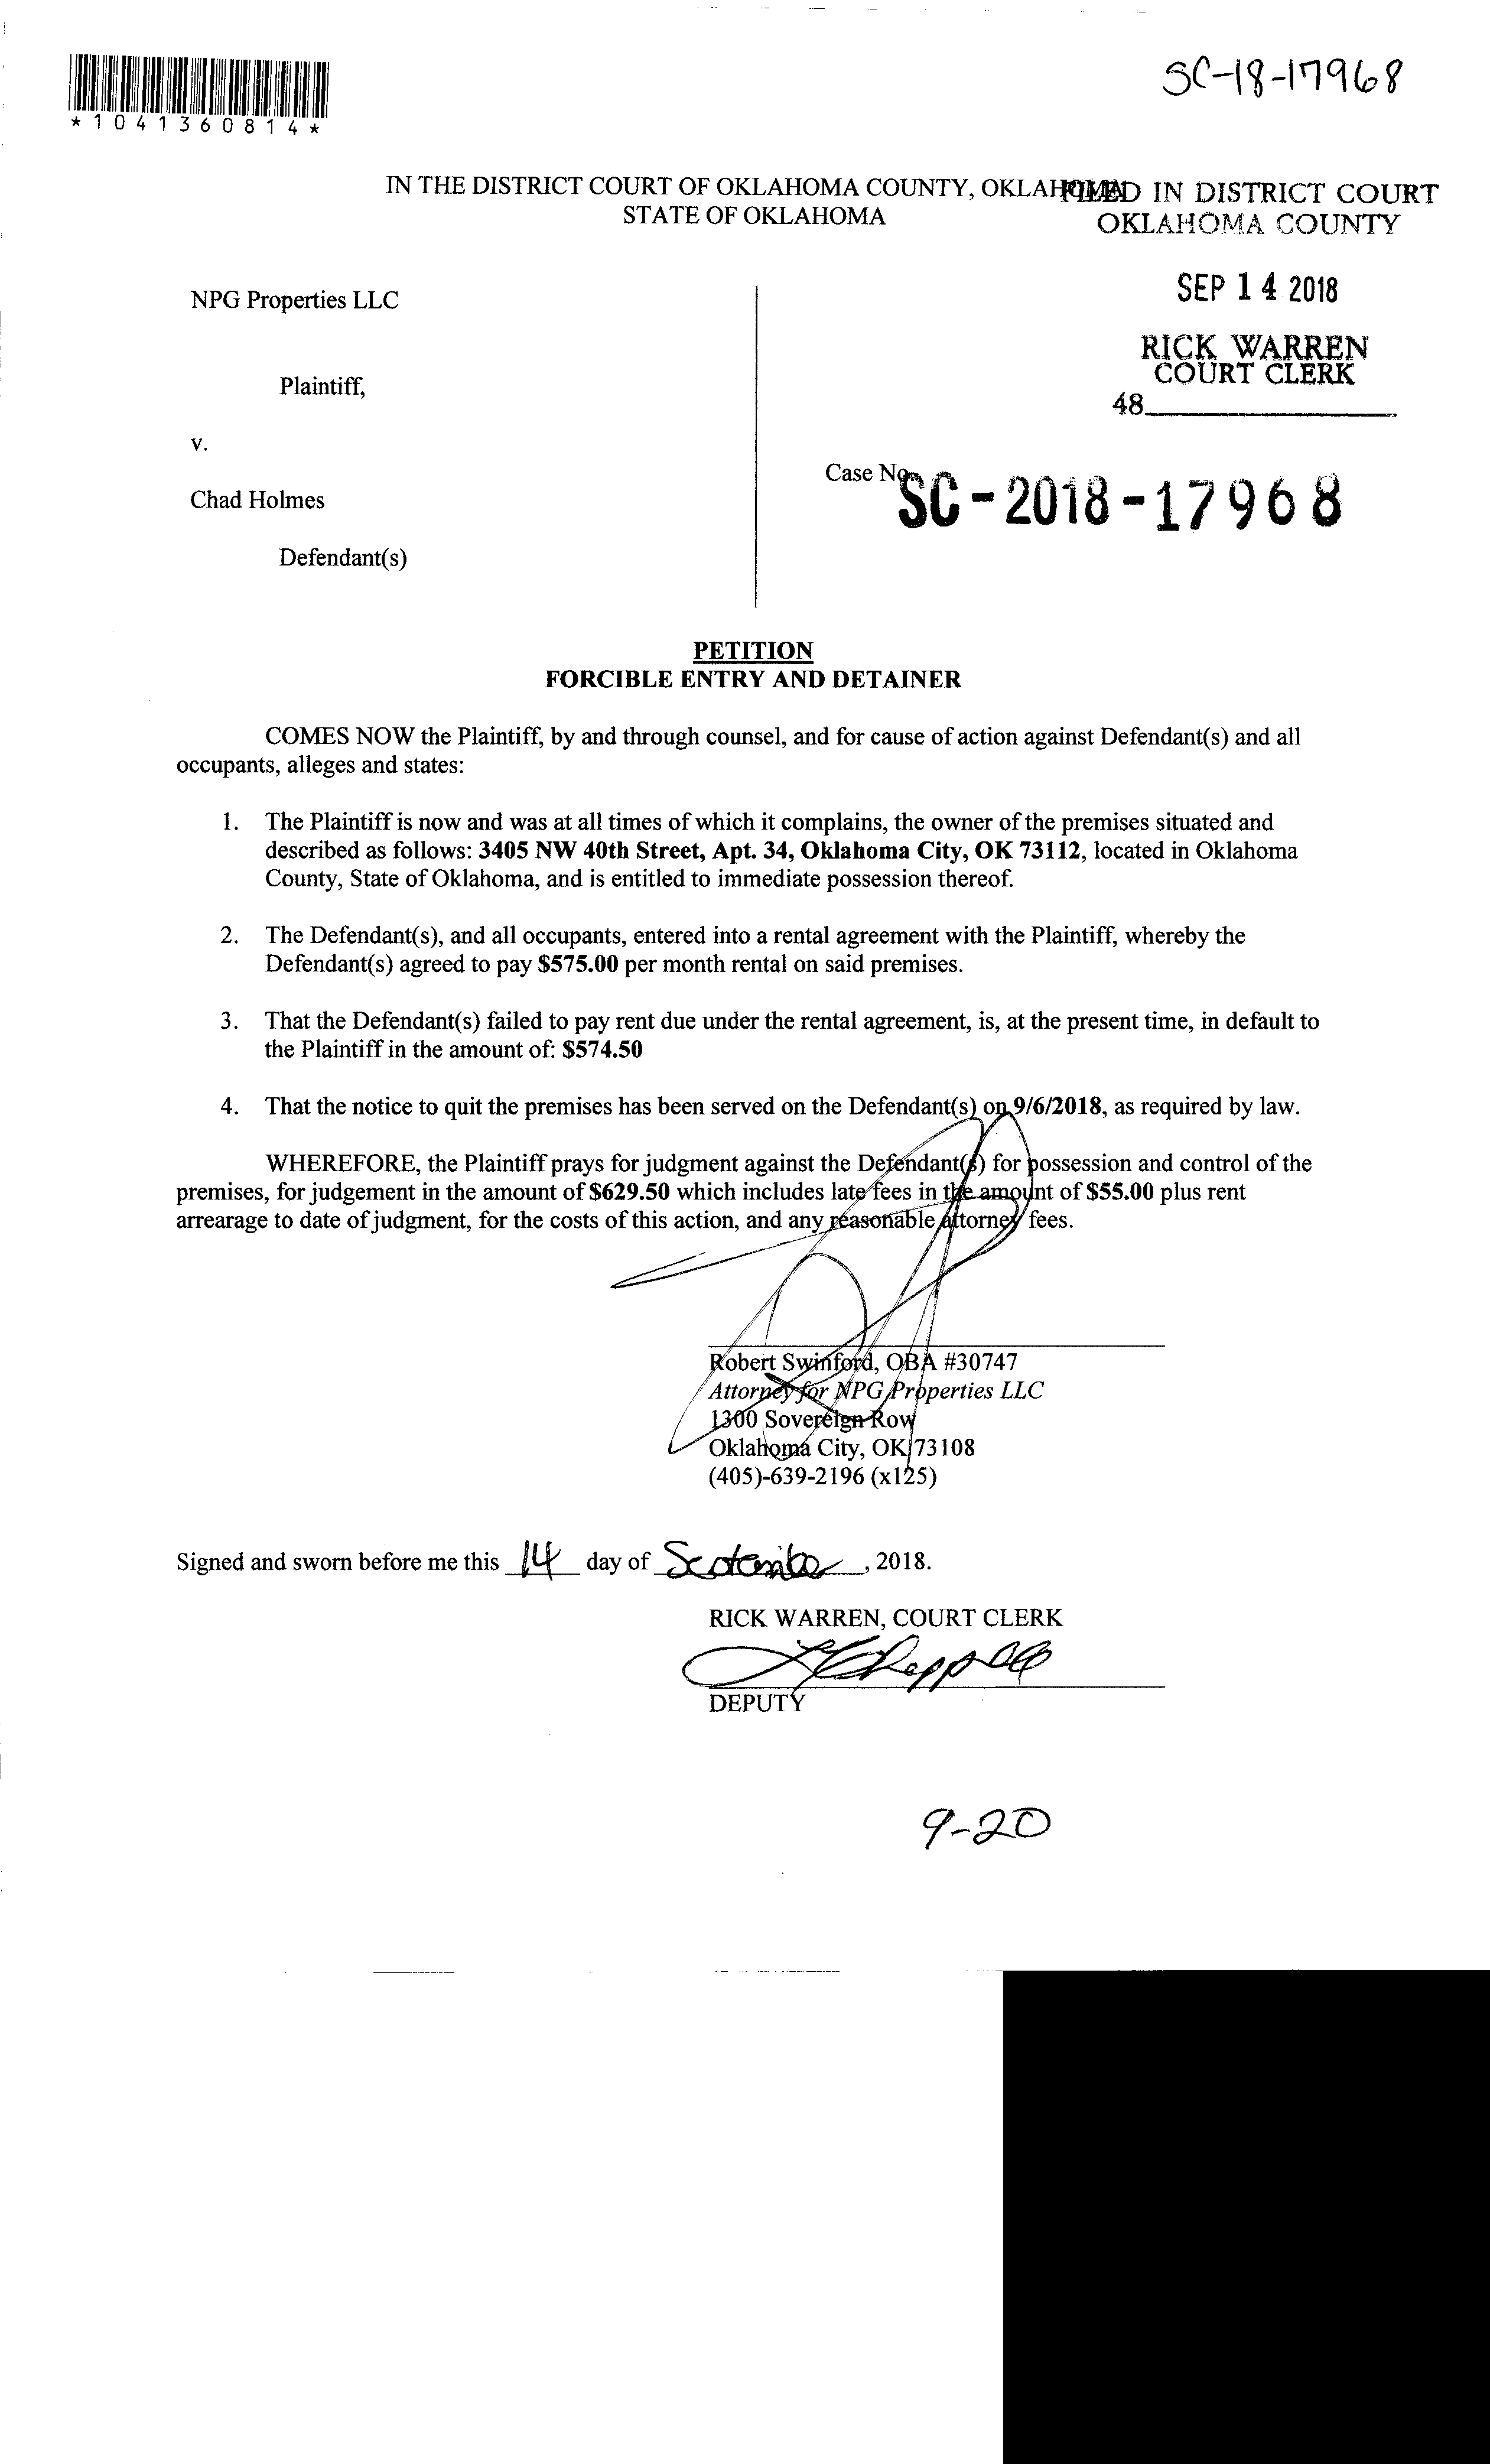 SC-18-17968
*1041360814*
IN THE DISTRICT COURT OF OKLAHOMA COUNTY, OKLAHOMA
STATE OF OKLAHOMA
FILED IN DISTRICT COURT
OKLAHOMA COUNTY
SEP 14 2018
RICK WARREN
COURT CLERK
48
NPG Properties LLC
Plaintiff,
v.
Case No.
SC-2018-17968
Chad Holmes
Defendant(s)
PETITION
FORCIBLE ENTRY AND DETAINER
COMES NOW the Plaintiff, by and through counsel, and for cause of action against Defendant(s) and all
occupants, alleges and states:
1. The Plaintiff is now and was at all times of which it complains, the owner of the premises situated and
described as follows: 3405 NW 40th Street, Apt. 34, Oklahoma City, OK 73112, located in Oklahoma
County, State of Oklahoma, and is entitled to immediate possession thereof.
2. The Defendant(s), and all occupants, entered into a rental agreement with the Plaintiff, whereby the
Defendant(s) agreed to pay $575.00 per month rental on said premises.
3. That the Defendant(s) failed to pay rent due under the rental agreement, is, at the present time, in default to
the Plaintiff in the amount of: $574.50
4. That the notice to quit the premises has been served on the Defendant(s) on 9/6/2018, as required by law.
WHEREFORE, the Plaintiff prays for judgment against the Defendant(s) for possession and control of the
premises, for judgement in the amount of $629.50 which includes late fees in the amount of $55.00 plus rent
arrearage to date of judgment, for the costs of this action, and any reasonable attorney fees.
Robert Swinford, OBA #30747
Attorney for NPG Properties LLC
1300 Sovereign Row
Oklahoma City, OK 73108
(405)-639-2196 (x125)
Signed and sworn before me this 14 day of September, 2018.
RICK WARREN, COURT CLERK
DEPUTY
9-20